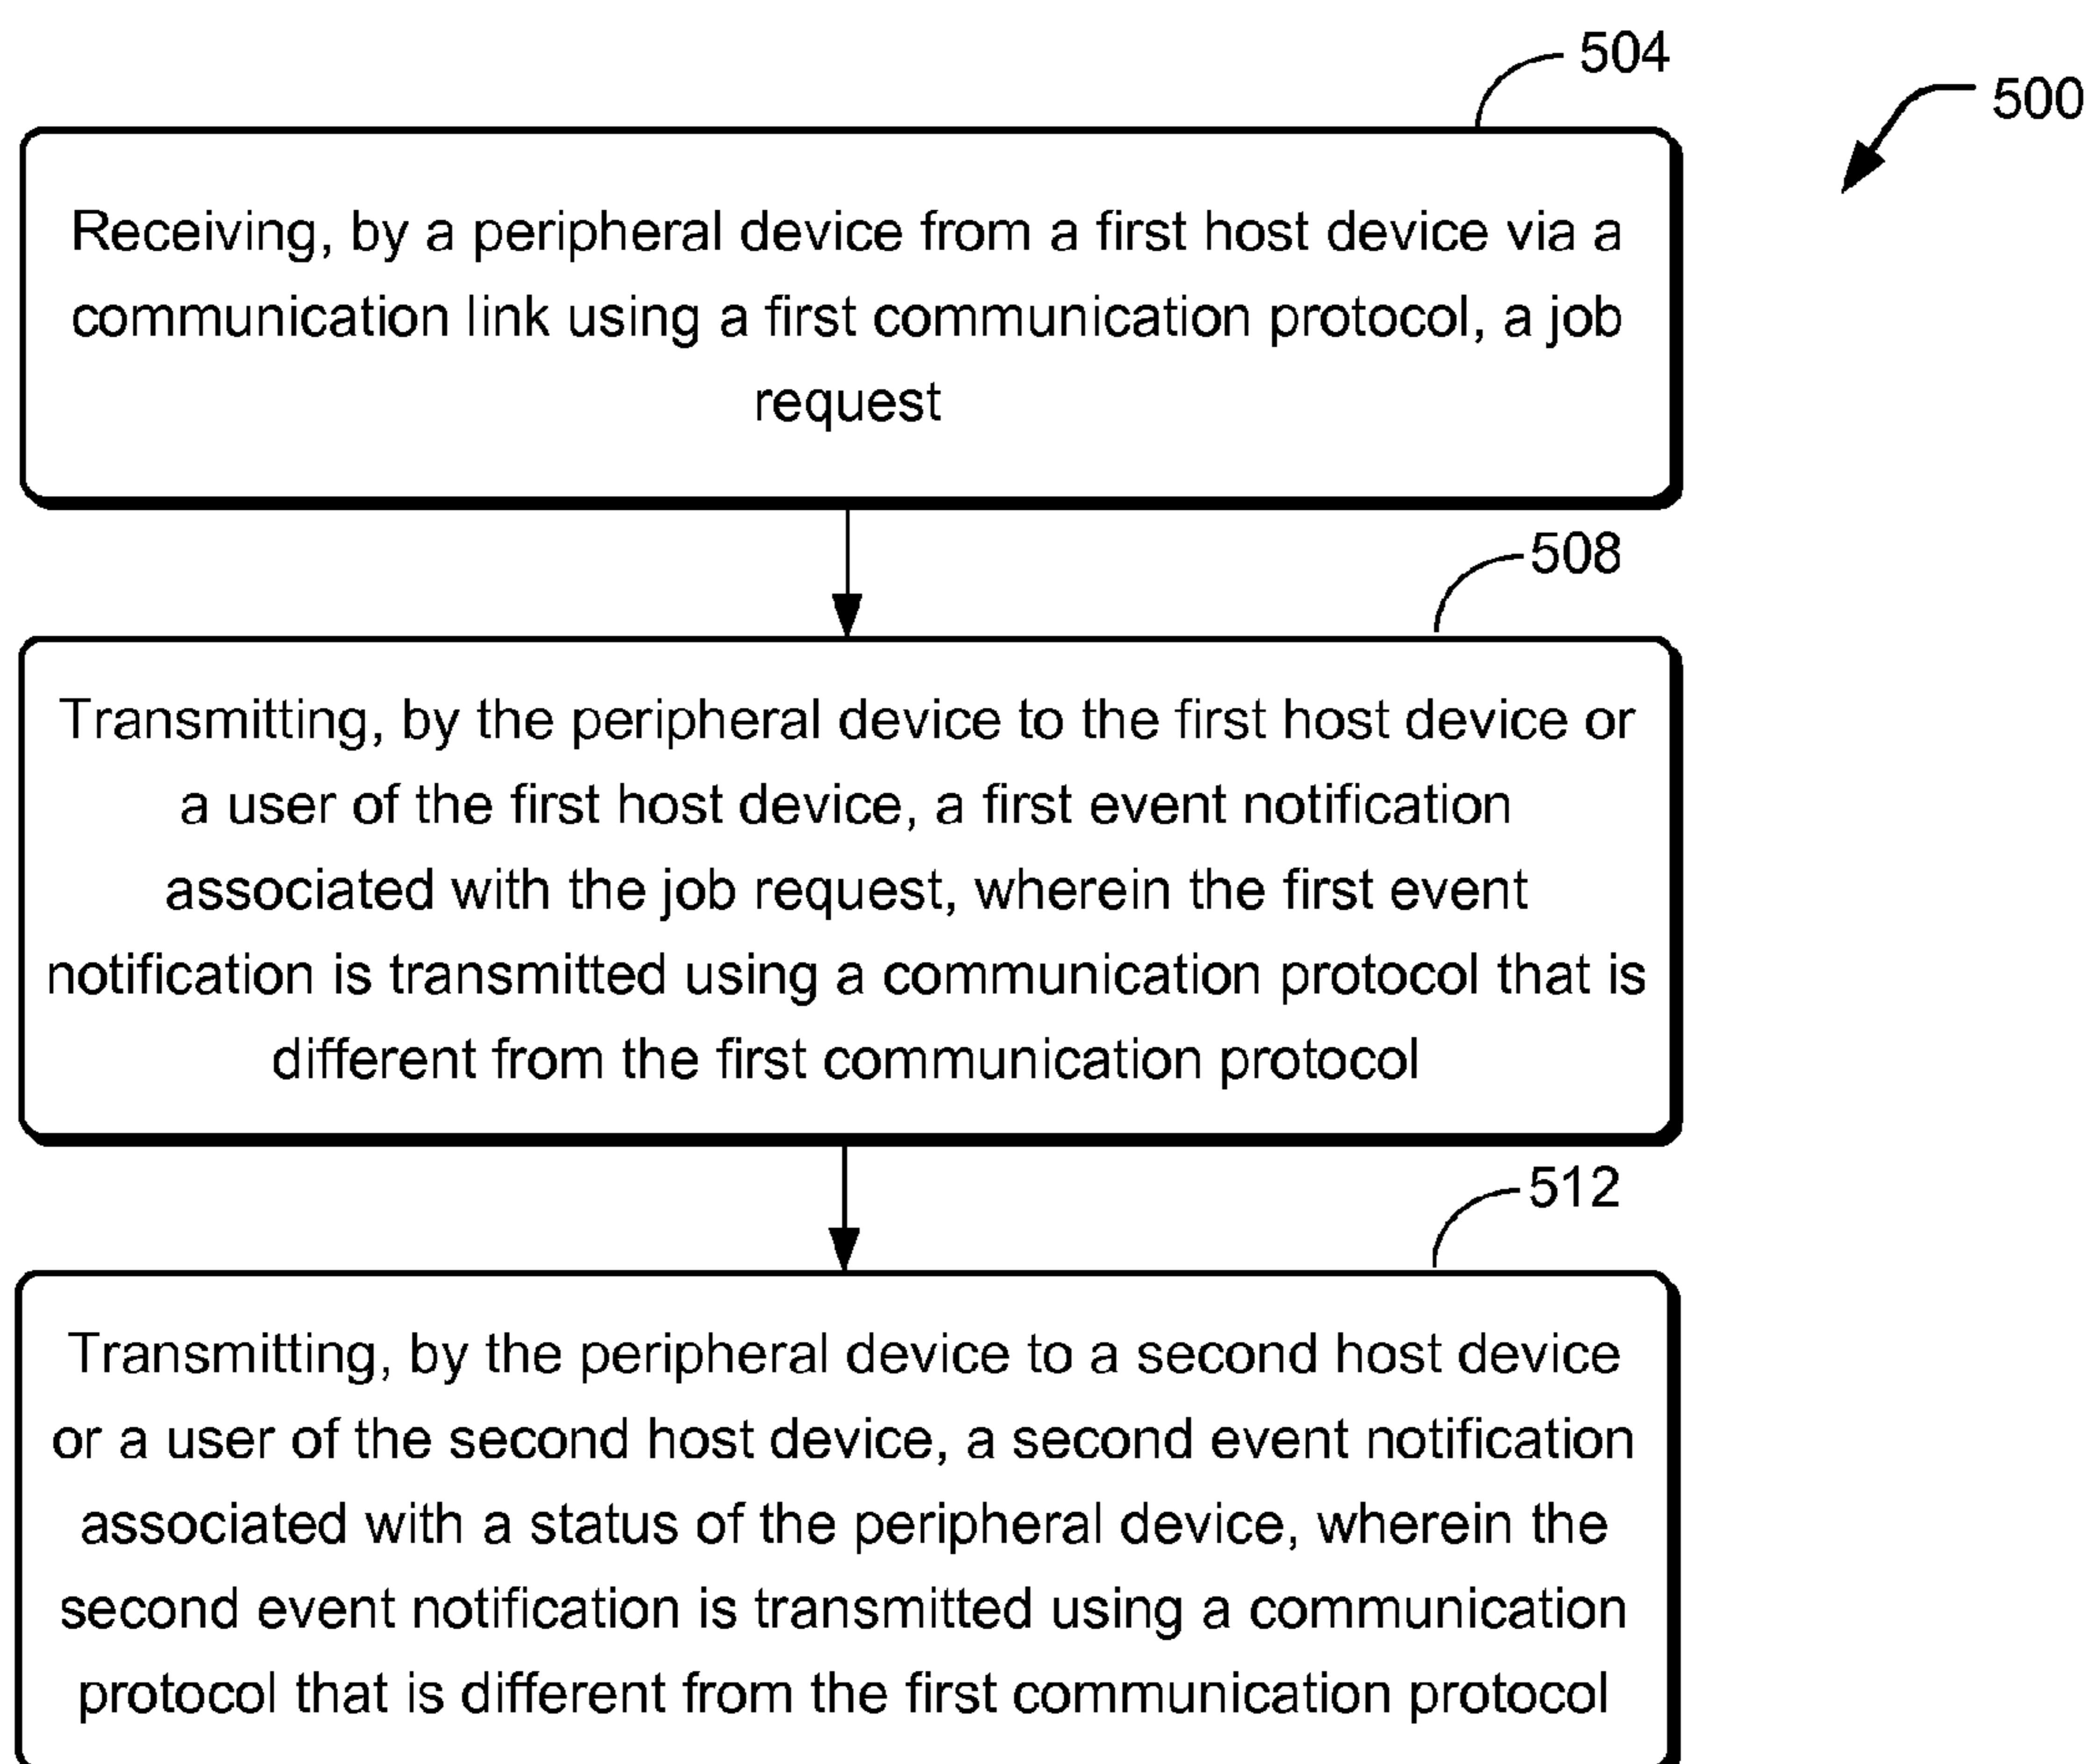 504
500
Receiving, by a peripheral device from a first host device via a
communication link using a first communication protocol, a job
request
508
Transmitting, by the peripheral device to the first host device or
a user of the first host device, a first event notification
associated with the job request, wherein the first event
notification is transmitted using a communication protocol that is
different from the first communication protocol
512
Transmitting, by the peripheral device to a second host device
or a user of the second host device, a second event notification
associated with a status of the peripheral device, wherein the
second event notification is transmitted using a communication
protocol that is different from the first communication protocol